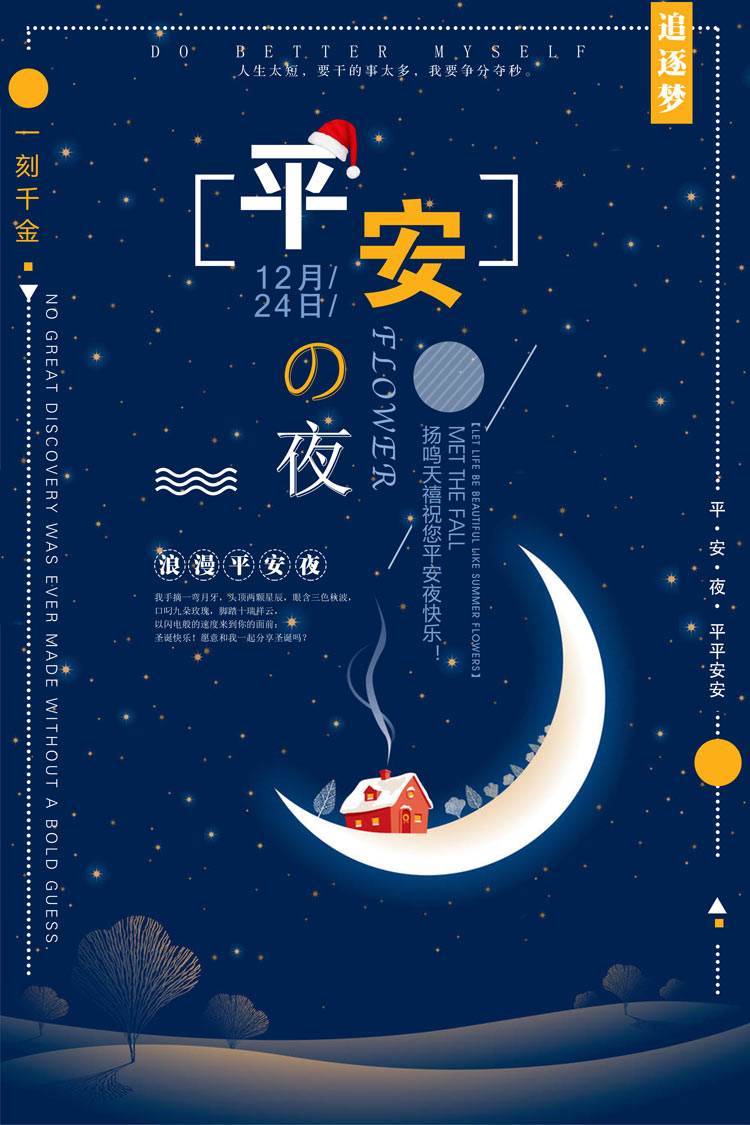 DO BETTER MYSELF
人生太短，要干的事太多，我要争分夺秒。
追逐梦
一刻千金
平安
12月/
24日/
の夜
FLOWER
NO GREAT DISCOVERY WAS EVER MADE WITHOUT A BOLD GUESS.
【LET LIFE BE BEAUTIFUL LIKE SUMMER FLOWERS】
MET THE FALL
扬鸣天禧祝您平安夜快乐！
浪漫平安夜
我手摘一弯月牙，头顶两颗星辰，眼含三色秋波，
口叼九朵玫瑰，脚踏十瑞祥云，
以闪电般的速度来到你的面前：
圣诞快乐！愿意和我一起分享圣诞吗？
平·安·夜·平平安安